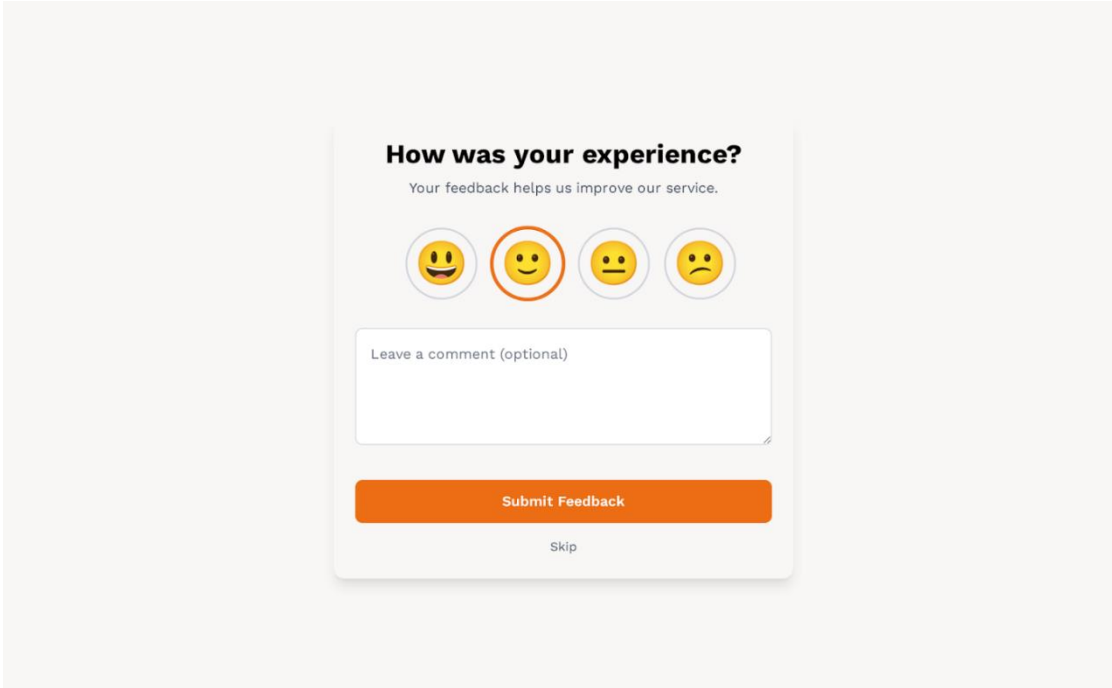 How was your experience?
Your feedback helps us improve our service.
Leave a comment (optional)
Submit Feedback
Skip